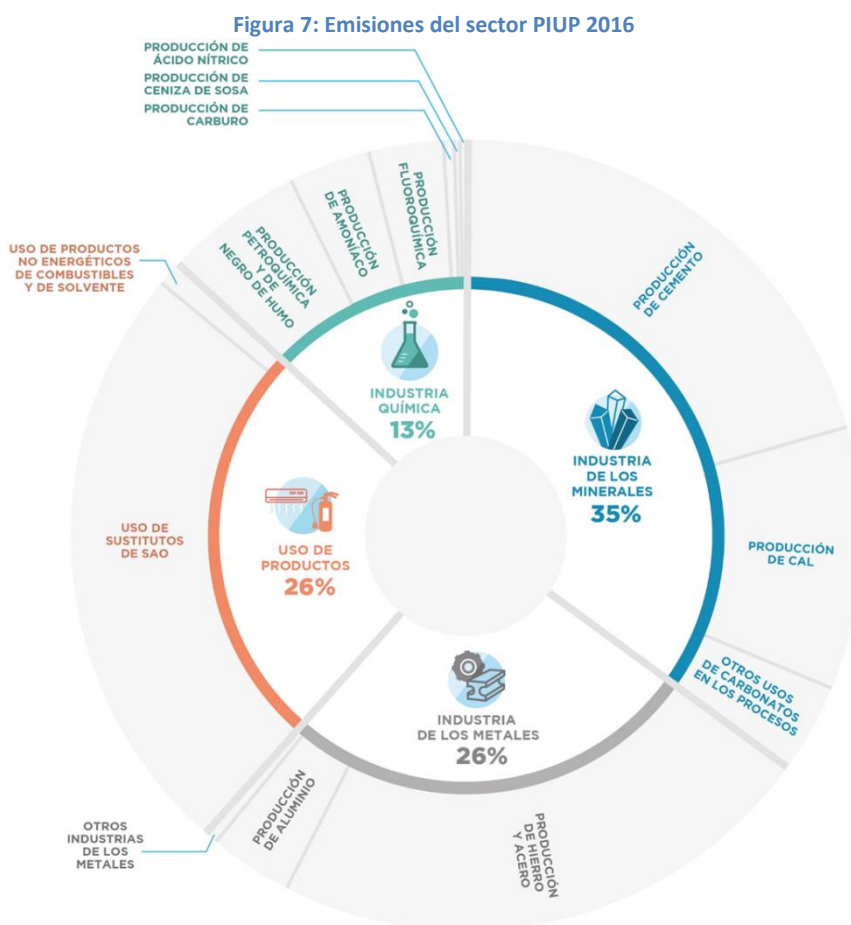 Figura 7: Emisiones del sector PIUP 2016
PRODUCCIÓN DE
ÁCIDO NÍTRICO
PRODUCCIÓN DE
CENIZA DE SOSA
PRODUCCIÓN DE
CARBURO
PRODUCCIÓN
FLUOROQUÍMICA
PRODUCCIÓN
DE AMONÍACO
PRODUCCIÓN
PETROQUÍMICA
Y DE
NEGRO DE HUMO
USO DE PRODUCTOS
NO ENERGÉTICOS
DE COMBUSTIBLES
Y DE SOLVENTE
PRODUCCIÓN
DE CEMENTO
INDUSTRIA
QUÍMICA
13%
INDUSTRIA
DE LOS
MINERALES
35%
USO DE
SUSTITUTOS
DE SAO
USO DE
PRODUCTOS
26%
PRODUCCIÓN
DE CAL
OTROS USOS
DE CARBONATOS
EN LOS PROCESOS
INDUSTRIA
DE LOS METALES
26%
PRODUCCIÓN
DE ALUMINIO
PRODUCCIÓN
DE HIERRO
Y ACERO
OTROS
INDUSTRIAS
DE LOS
METALES